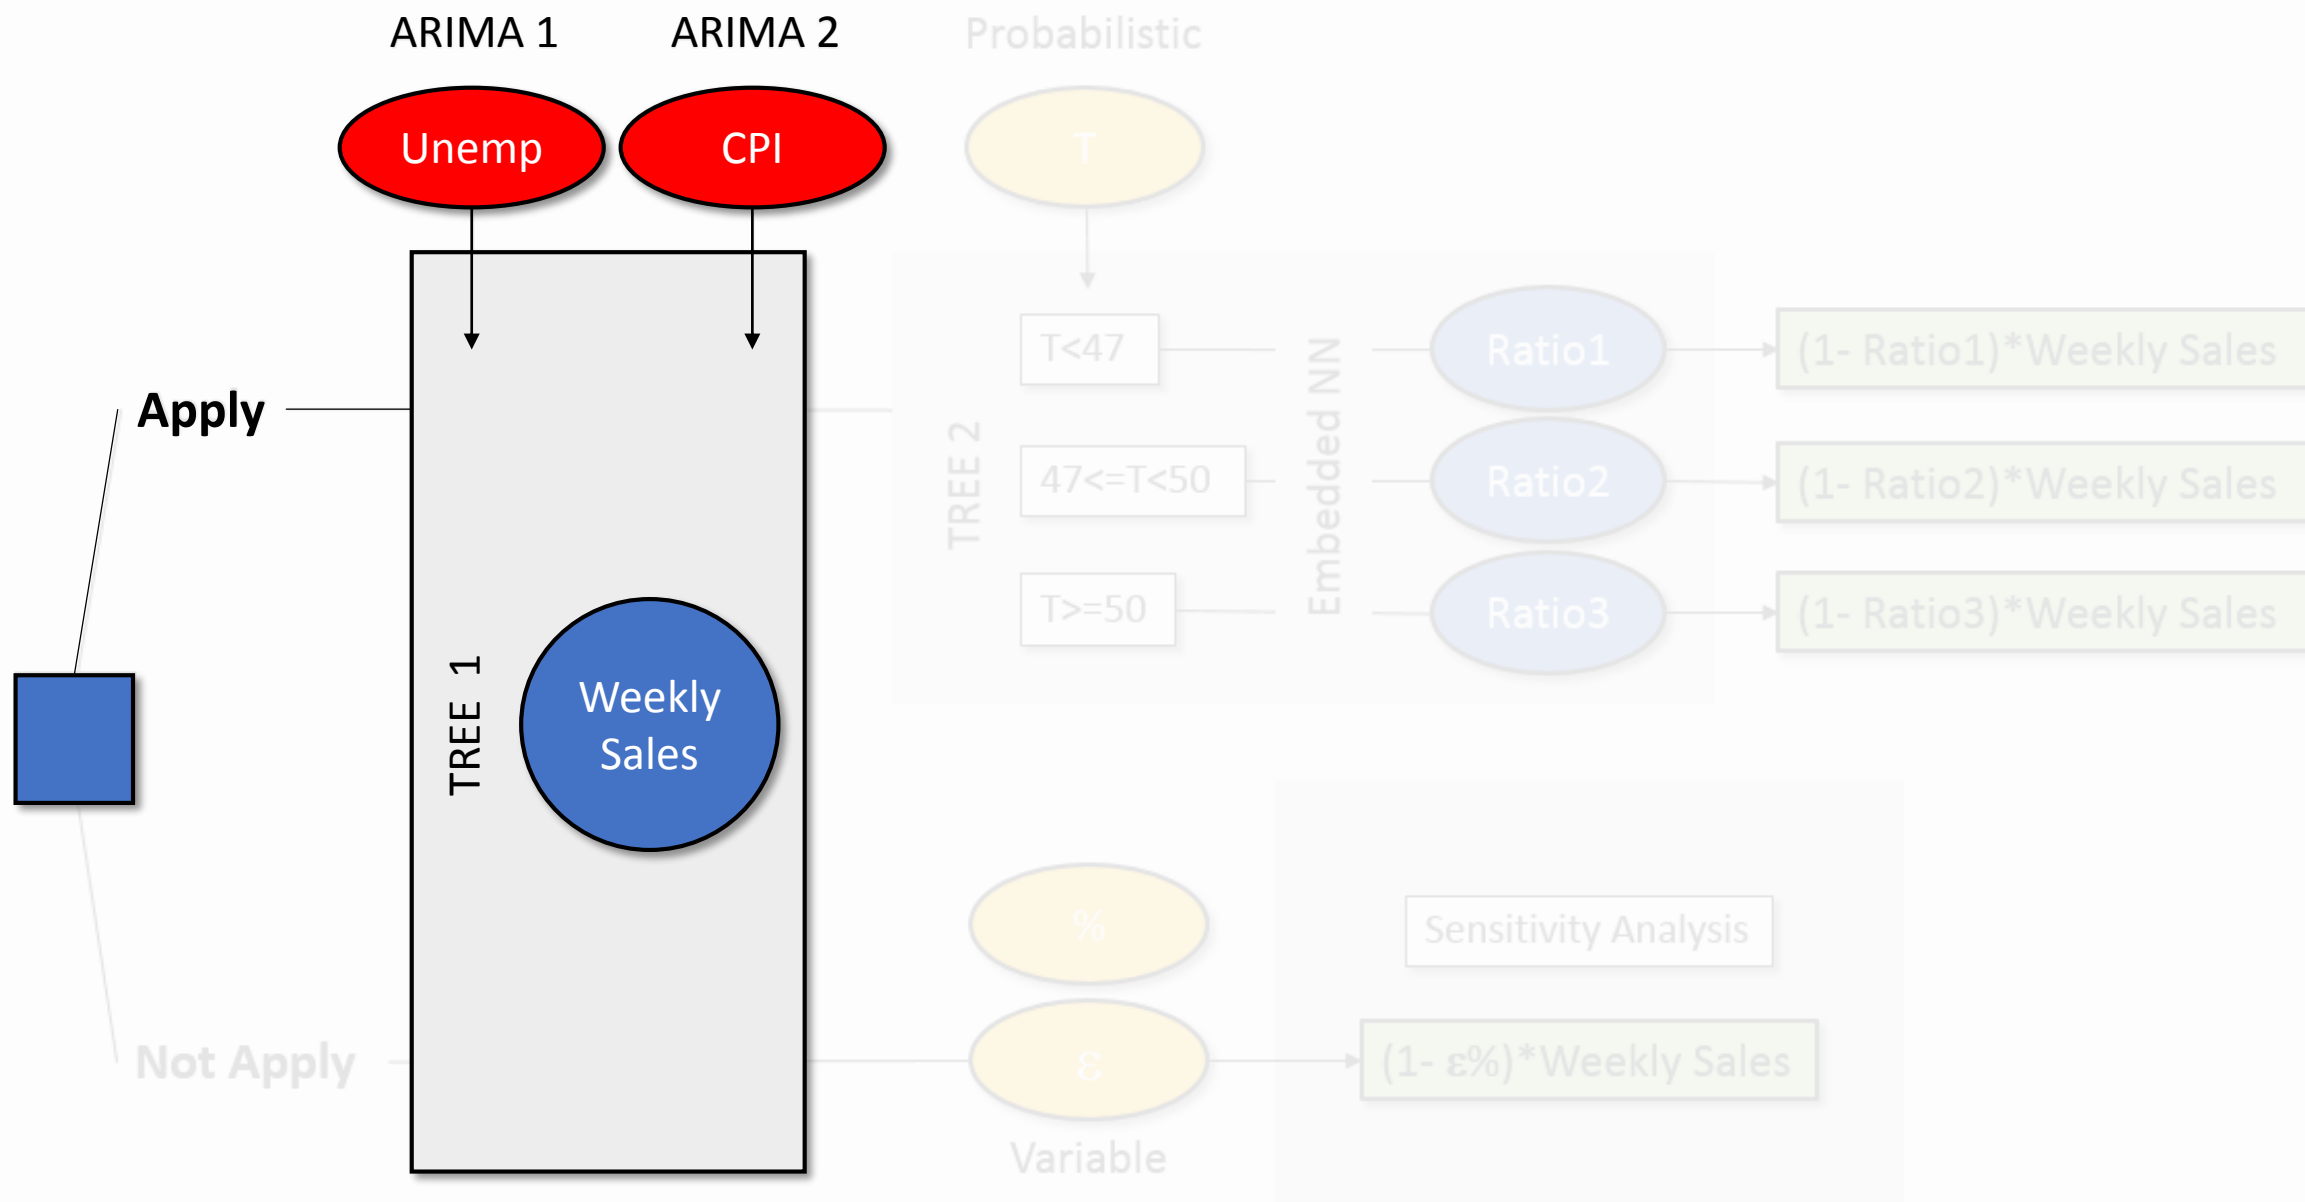 ARIMA 1
ARIMA 2
Probabilistic
Unemp
CPI
T
T<47
Ratio1
(1- Ratio1)*Weekly Sales
Apply
TREE 2
47<=T<50
Embedded NN
Ratio2
(1- Ratio2)*Weekly Sales
T>=50
Ratio3
(1- Ratio3)*Weekly Sales
TREE 1
Weekly
Sales
%
Sensitivity Analysis
Not Apply
ε
(1- ε%)*Weekly Sales
Variable